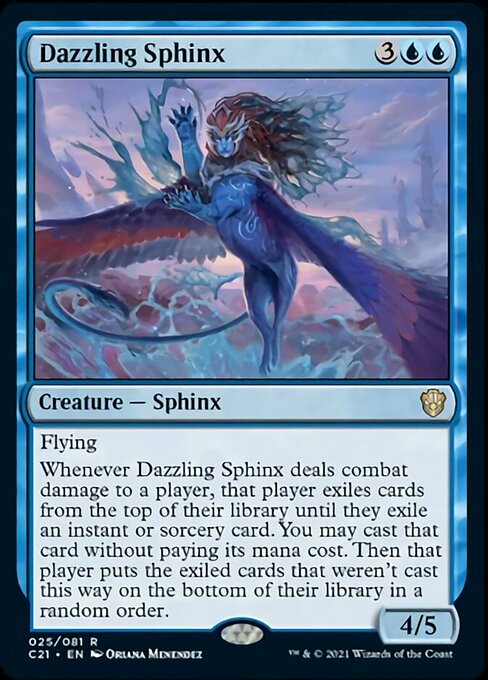 Dazzling Sphinx 3
Creature — Sphinx
Flying
Whenever Dazzling Sphinx deals combat
damage to a player, that player exiles cards
from the top of their library until they exile
an instant or sorcery card. You may cast that
card without paying its mana cost. Then that
player puts the exiled cards that weren't cast
this way on the bottom of their library in a
random order.
4/5
025/081 R
C21 • EN Oriana Menendez
™ & © 2021 Wizards of the Coast